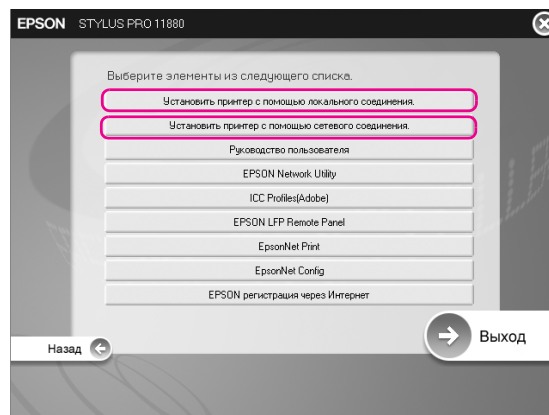 EPSON STYLUS PRO 11880
Выберите элементы из следующего списка.
Установить принтер с помощью локального соединения.
Установить принтер с помощью сетевого соединения.
Руководство пользователя
EPSON Network Utility
ICC Profiles(Adobe)
EPSON LFP Remote Panel
EpsonNet Print
EpsonNet Config
EPSON регистрация через Интернет
Назад
Выход